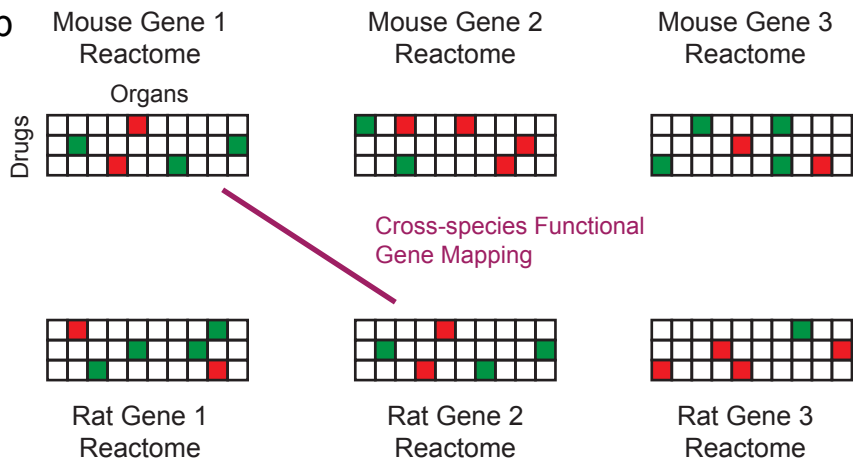 b
Mouse Gene 1
Reactome
Mouse Gene 2
Reactome
Mouse Gene 3
Reactome
Organs
Drugs
Cross-species Functional
Gene Mapping
Rat Gene 1
Reactome
Rat Gene 2
Reactome
Rat Gene 3
Reactome